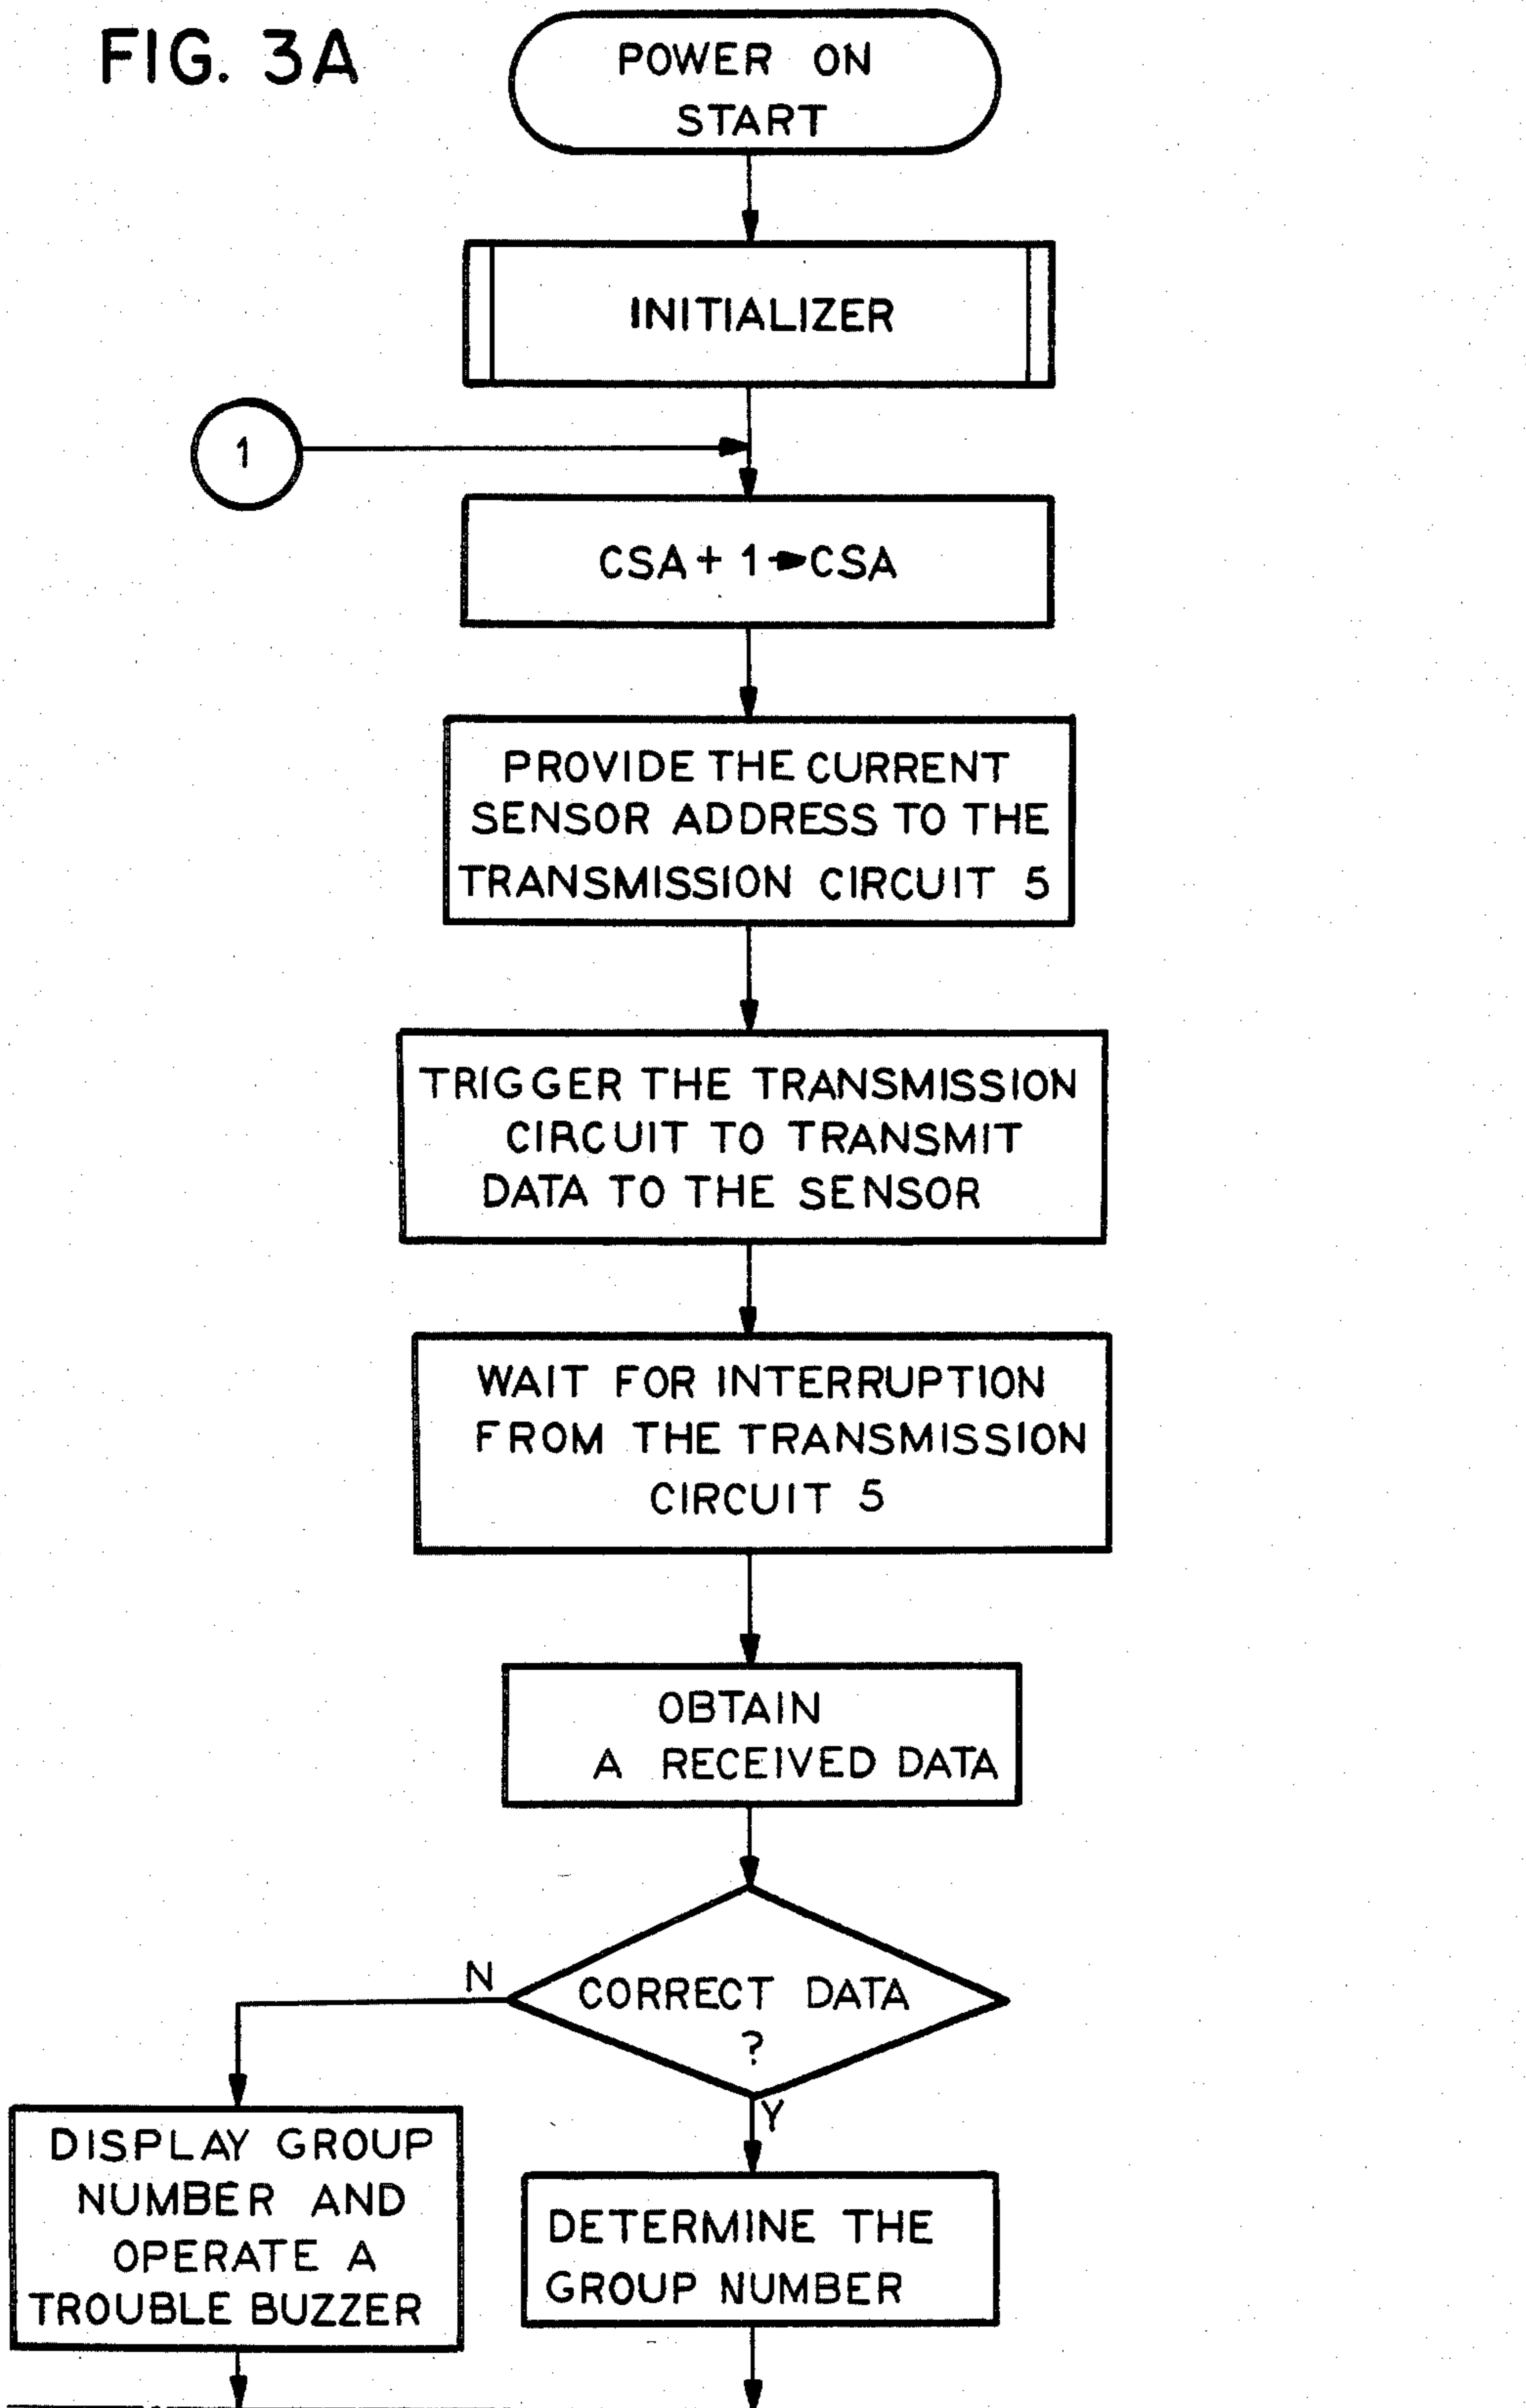 FIG. 3A
POWER ON
START
INITIALIZER
1
CSA + 1 → CSA
PROVIDE THE CURRENT
SENSOR ADDRESS TO THE
TRANSMISSION CIRCUIT 5
TRIGGER THE TRANSMISSION
CIRCUIT TO TRANSMIT
DATA TO THE SENSOR
WAIT FOR INTERRUPTION
FROM THE TRANSMISSION
CIRCUIT 5
OBTAIN
A RECEIVED DATA
N
CORRECT DATA
?
Y
DISPLAY GROUP
NUMBER AND
OPERATE A
TROUBLE BUZZER
DETERMINE THE
GROUP NUMBER